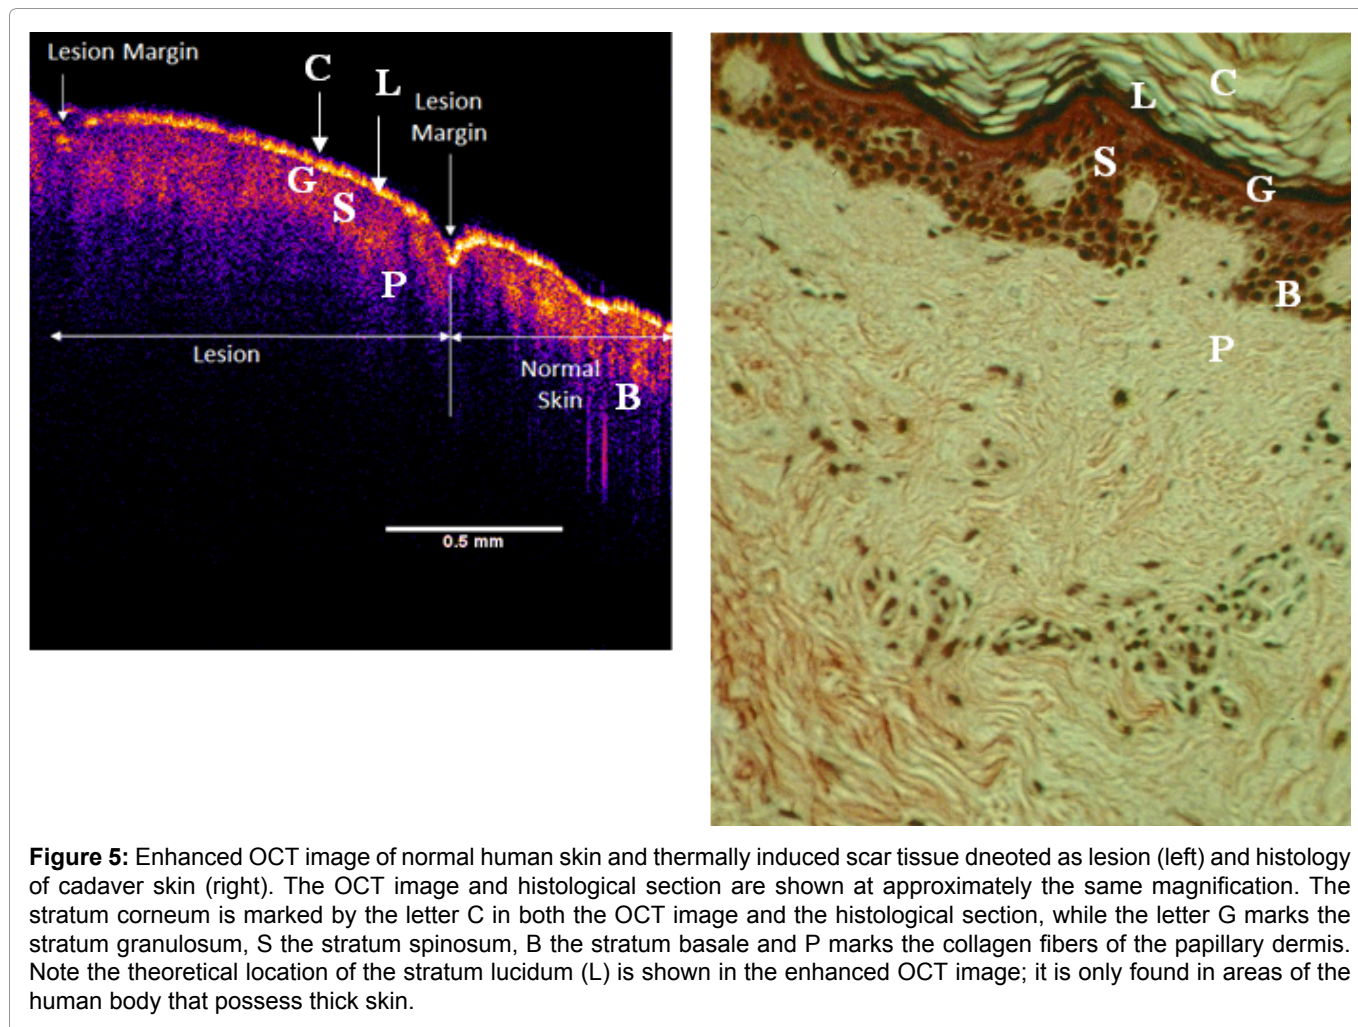 Lesion Margin
C
L
Lesion
Margin
G
S
P
Lesion
Normal
Skin
B
0.5 mm
C
L
S
G
B
P
Figure 5: Enhanced OCT image of normal human skin and thermally induced scar tissue dneoted as lesion (left) and histology
of cadaver skin (right). The OCT image and histological section are shown at approximately the same magnification. The
stratum corneum is marked by the letter C in both the OCT image and the histological section, while the letter G marks the
stratum granulosum, S the stratum spinosum, B the stratum basale and P marks the collagen fibers of the papillary dermis.
Note the theoretical location of the stratum lucidum (L) is shown in the enhanced OCT image; it is only found in areas of the
human body that possess thick skin.